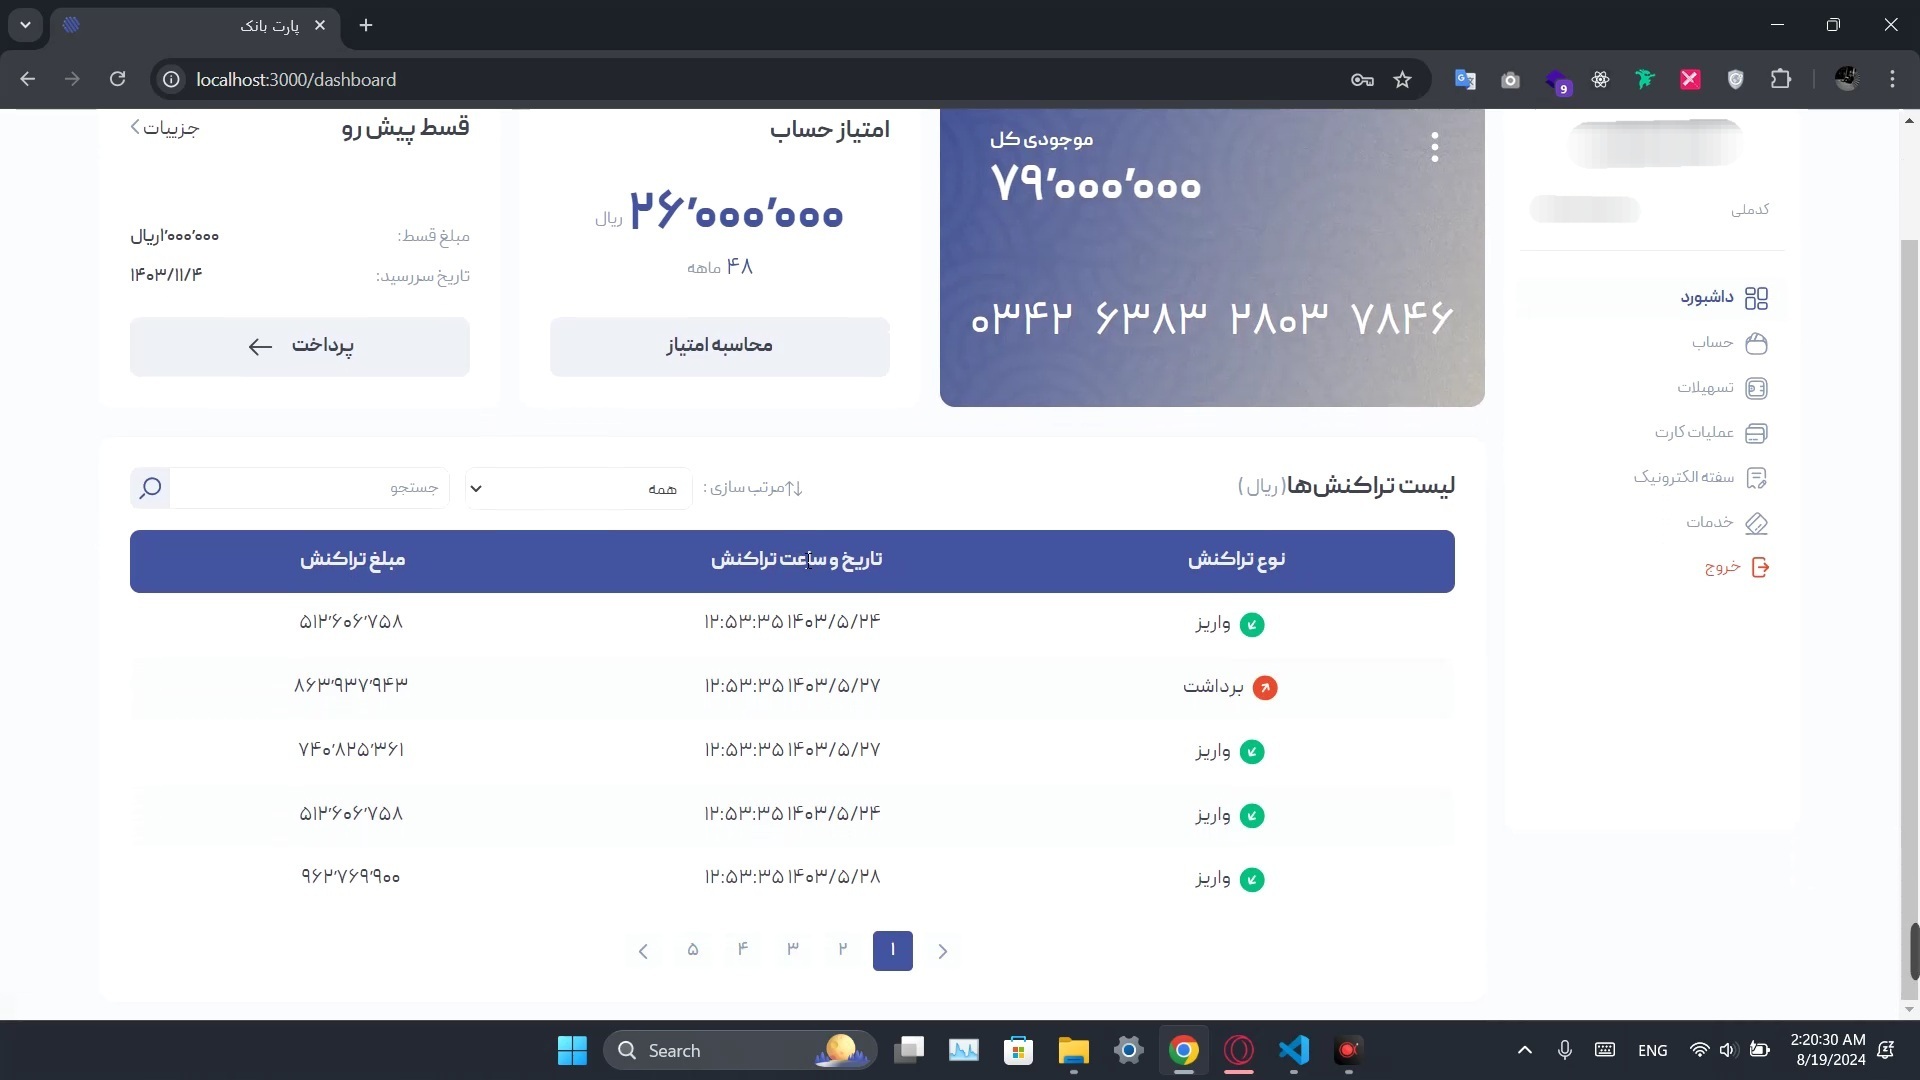 پارت بانک
localhost:3000/dashboard
9
کدملی
داشبورد
حساب
تسهیلات
عملیات کارت
سفته الکترونیک
خدمات
خروج
موجودی کل
۷۹٬۰۰۰٬۰۰۰
۰۳۴۲ ۶۳۸۳ ۲۸۰۳ ۷۸۴۶
امتیاز حساب
۲۶٬۰۰۰٬۰۰۰ ریال
۴۸ ماهه
محاسبه امتیاز
قسط پیش رو
جزییات
مبلغ قسط:
۱٬۰۰۰٬۰۰۰ریال
تاریخ سررسید:
۱۴۰۳/۱۱/۴
پرداخت
لیست تراکنش‌ها( ریال )
مرتب سازی :
همه
جستجو
نوع تراکنش تاریخ و ساعت تراکنش مبلغ تراکنش
واریز ۱۴۰۳/۵/۲۴ ۱۲:۵۳:۳۵ ۵۱۲٬۶۰۶٬۷۵۸
برداشت ۱۴۰۳/۵/۲۷ ۱۲:۵۳:۳۵ ۸۶۳٬۹۳۷٬۹۴۳
واریز ۱۴۰۳/۵/۲۷ ۱۲:۵۳:۳۵ ۷۴۰٬۸۲۵٬۳۶۱
واریز ۱۴۰۳/۵/۲۴ ۱۲:۵۳:۳۵ ۵۱۲٬۶۰۶٬۷۵۸
واریز ۱۴۰۳/۵/۲۸ ۱۲:۵۳:۳۵ ۹۶۲٬۷۶۹٬۹۰۰
۱ ۲ ۳ ۴ ۵
Search
ENG
2:20:30 AM
8/19/2024